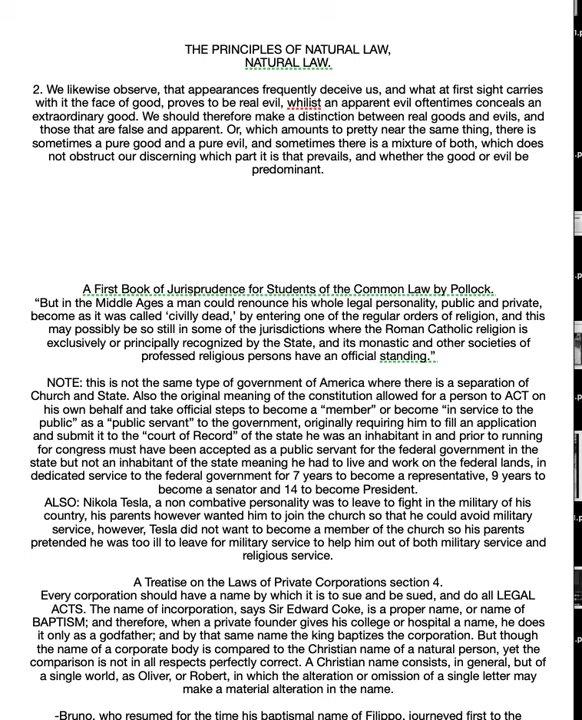 THE PRINCIPLES OF NATURAL LAW,
NATURAL LAW.
2. We likewise observe, that appearances frequently deceive us, and what at first sight carries
with it the face of good, proves to be real evil, whilist an apparent evil oftentimes conceals an
extraordinary good. We should therefore make a distinction between real goods and evils, and
those that are false and apparent. Or, which amounts to pretty near the same thing, there is
sometimes a pure good and a pure evil, and sometimes there is a mixture of both, which does
not obstruct our discerning which part it is that prevails, and whether the good or evil be
predominant.
A First Book of Jurisprudence for Students of the Common Law by Pollock.
“But in the Middle Ages a man could renounce his whole legal personality, public and private,
become as it was called ‘civilly dead,’ by entering one of the regular orders of religion, and this
may possibly be so still in some of the jurisdictions where the Roman Catholic religion is
exclusively or principally recognized by the State, and its monastic and other societies of
professed religious persons have an official standing.”
NOTE: this is not the same type of government of America where there is a separation of
Church and State. Also the original meaning of the constitution allowed for a person to ACT on
his own behalf and take official steps to become a “member” or become “in service to the
public” as a “public servant” to the government, originally requiring him to fill an application
and submit it to the “court of Record” of the state he was an inhabitant in and prior to running
for congress must have been accepted as a public servant for the federal government in the
state but not an inhabitant of the state meaning he had to live and work on the federal lands, in
dedicated service to the federal government for 7 years to become a representative, 9 years to
become a senator and 14 to become President.
ALSO: Nikola Tesla, a non combative personality was to leave to fight in the military of his
country, his parents however wanted him to join the church so that he could avoid military
service, however, Tesla did not want to become a member of the church so his parents
pretended he was too ill to leave for military service to help him out of both military service and
religious service.
A Treatise on the Laws of Private Corporations section 4.
Every corporation should have a name by which it is to sue and be sued, and do all LEGAL
ACTS. The name of incorporation, says Sir Edward Coke, is a proper name, or name of
BAPTISM; and therefore, when a private founder gives his college or hospital a name, he does
it only as a godfather; and by that same name the king baptizes the corporation. But though
the name of a corporate body is compared to the Christian name of a natural person, yet the
comparison is not in all respects perfectly correct. A Christian name consists, in general, but of
a single world, as Oliver, or Robert, in which the alteration or omission of a single letter may
make a material alteration in the name.
-Bruno, who resumed for the time his baptismal name of Filippo, journeyed first to the